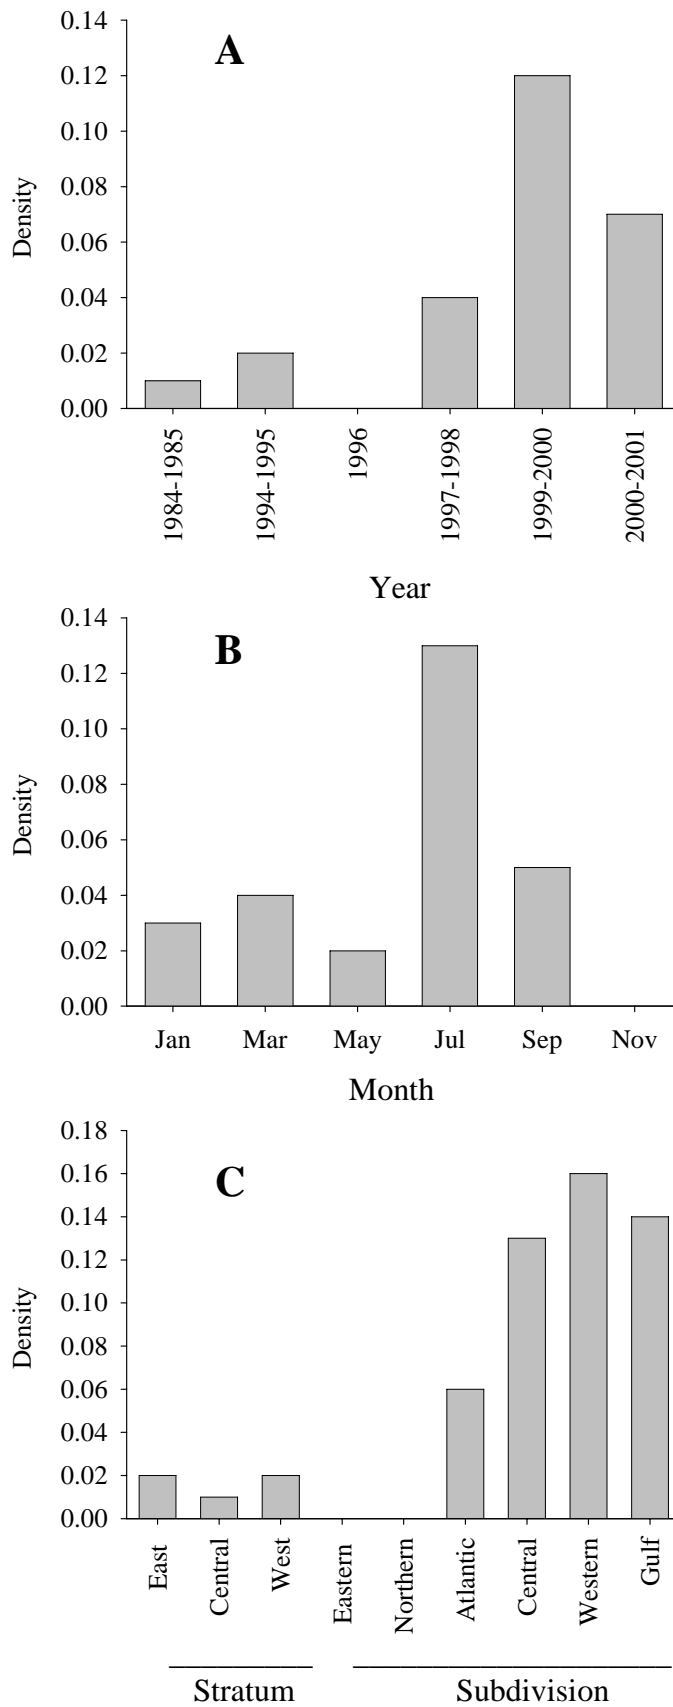 A
Density
0.14
0.12
0.10
0.08
0.06
0.04
0.02
0.00
1984-1985
1994-1995
1996
1997-1998
1999-2000
2000-2001
Year
B
Density
0.14
0.12
0.10
0.08
0.06
0.04
0.02
0.00
Jan Mar May Jul Sep Nov
Month
C
Density
0.18
0.16
0.14
0.12
0.10
0.08
0.06
0.04
0.02
0.00
East
Central
West
Eastern
Northern
Atlantic
Central
Western
Gulf
Stratum Subdivision